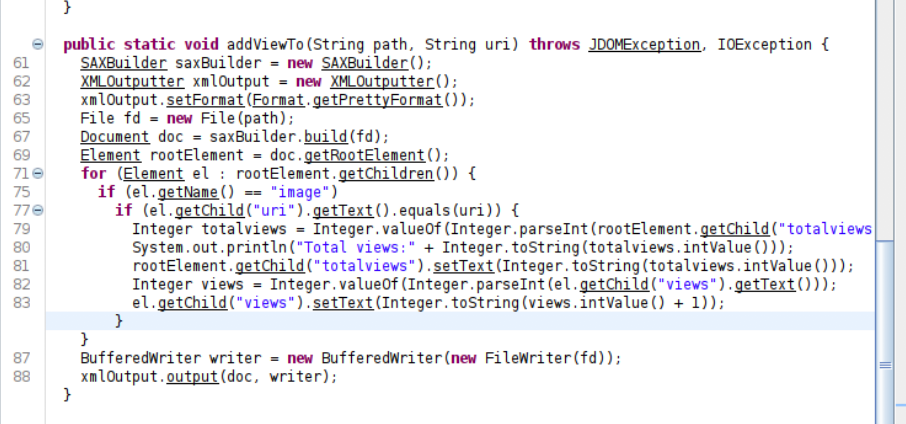 }
public static void addViewTo(String path, String uri) throws JDOMException, IOException {
61 SAXBuilder saxBuilder = new SAXBuilder();
62 XMLOutputter xmlOutput = new XMLOutputter();
63 xmlOutput.setFormat(Format.getPrettyFormat());
65 File fd = new File(path);
67 Document doc = saxBuilder.build(fd);
69 Element rootElement = doc.getRootElement();
71 for (Element el : rootElement.getChildren()) {
75 if (el.getName() == "image")
77 if (el.getChild("uri").getText().equals(uri)) {
79 Integer totalviews = Integer.valueOf(Integer.parseInt(rootElement.getChild("totalviews
80 System.out.println("Total views:" + Integer.toString(totalviews.intValue()));
81 rootElement.getChild("totalviews").setText(Integer.toString(totalviews.intValue()));
82 Integer views = Integer.valueOf(Integer.parseInt(el.getChild("views").getText()));
83 el.getChild("views").setText(Integer.toString(views.intValue() + 1));
}
}
87 BufferedWriter writer = new BufferedWriter(new FileWriter(fd));
88 xmlOutput.output(doc, writer);
}